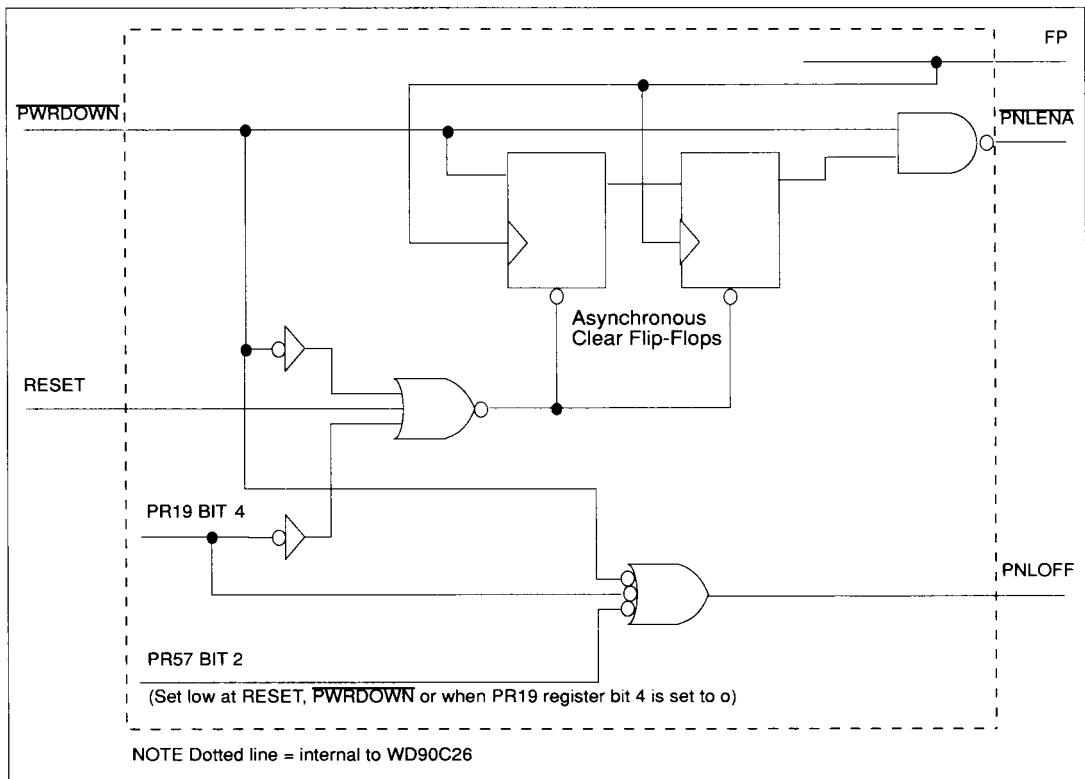 FP
PWRDOWN
PNLENA
Asynchronous
Clear Flip-Flops
RESET
PR19 BIT 4
PNLOFF
PR57 BIT 2
(Set low at RESET, PWRDOWN or when PR19 register bit 4 is set to o)
NOTE Dotted line = internal to WD90C26